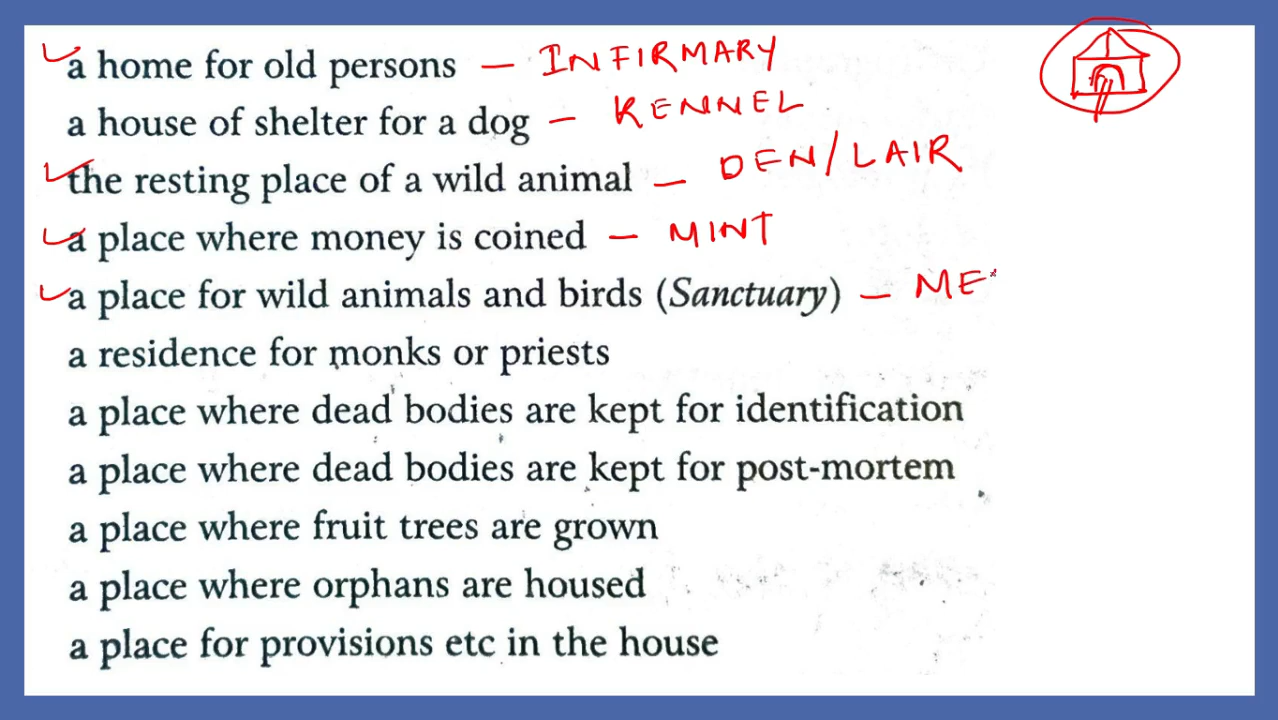 a home for old persons – INFIRMARY
a house of shelter for a dog – KENNEL
the resting place of a wild animal – DEN/LAIR
a place where money is coined – MINT
a place for wild animals and birds (Sanctuary) – ME
a residence for monks or priests
a place where dead bodies are kept for identification
a place where dead bodies are kept for post-mortem
a place where fruit trees are grown
a place where orphans are housed
a place for provisions etc in the house